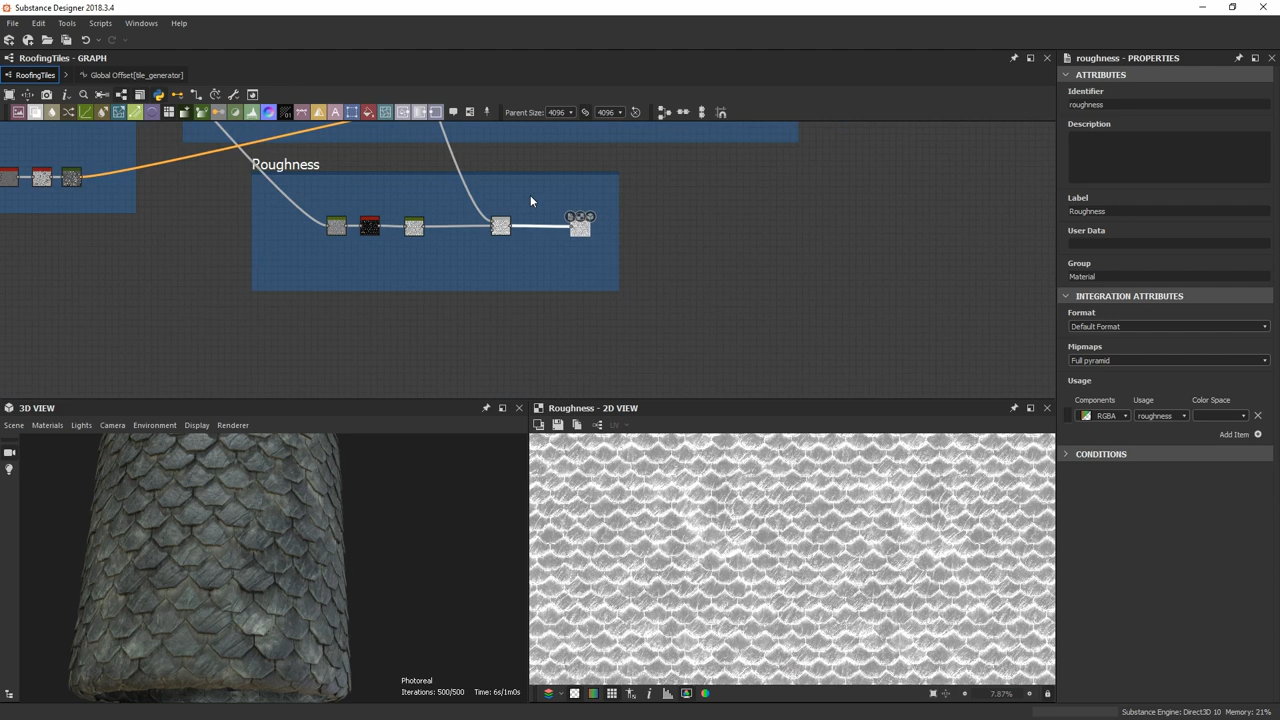 Substance Designer 2018.3.4
File Edit Tools Scripts Windows Help
RoofingTiles - GRAPH
RoofingTiles Global Offset[tile_generator]
Parent Size: 4096 4096
Roughness
roughness - PROPERTIES
ATTRIBUTES
Identifier
roughness
Description
Label
Roughness
User Data
Group
Material
INTEGRATION ATTRIBUTES
Format
Default Format
Mipmaps
Full pyramid
Usage
Components Usage Color Space
RGBA roughness
Add Item
CONDITIONS
3D VIEW
Scene Materials Lights Camera Environment Display Renderer
Photoreal
Iterations: 500/500 Time: 6s/1m0s
Roughness - 2D VIEW
UV
7.87%
Substance Engine: Direct3D 10 Memory: 21%